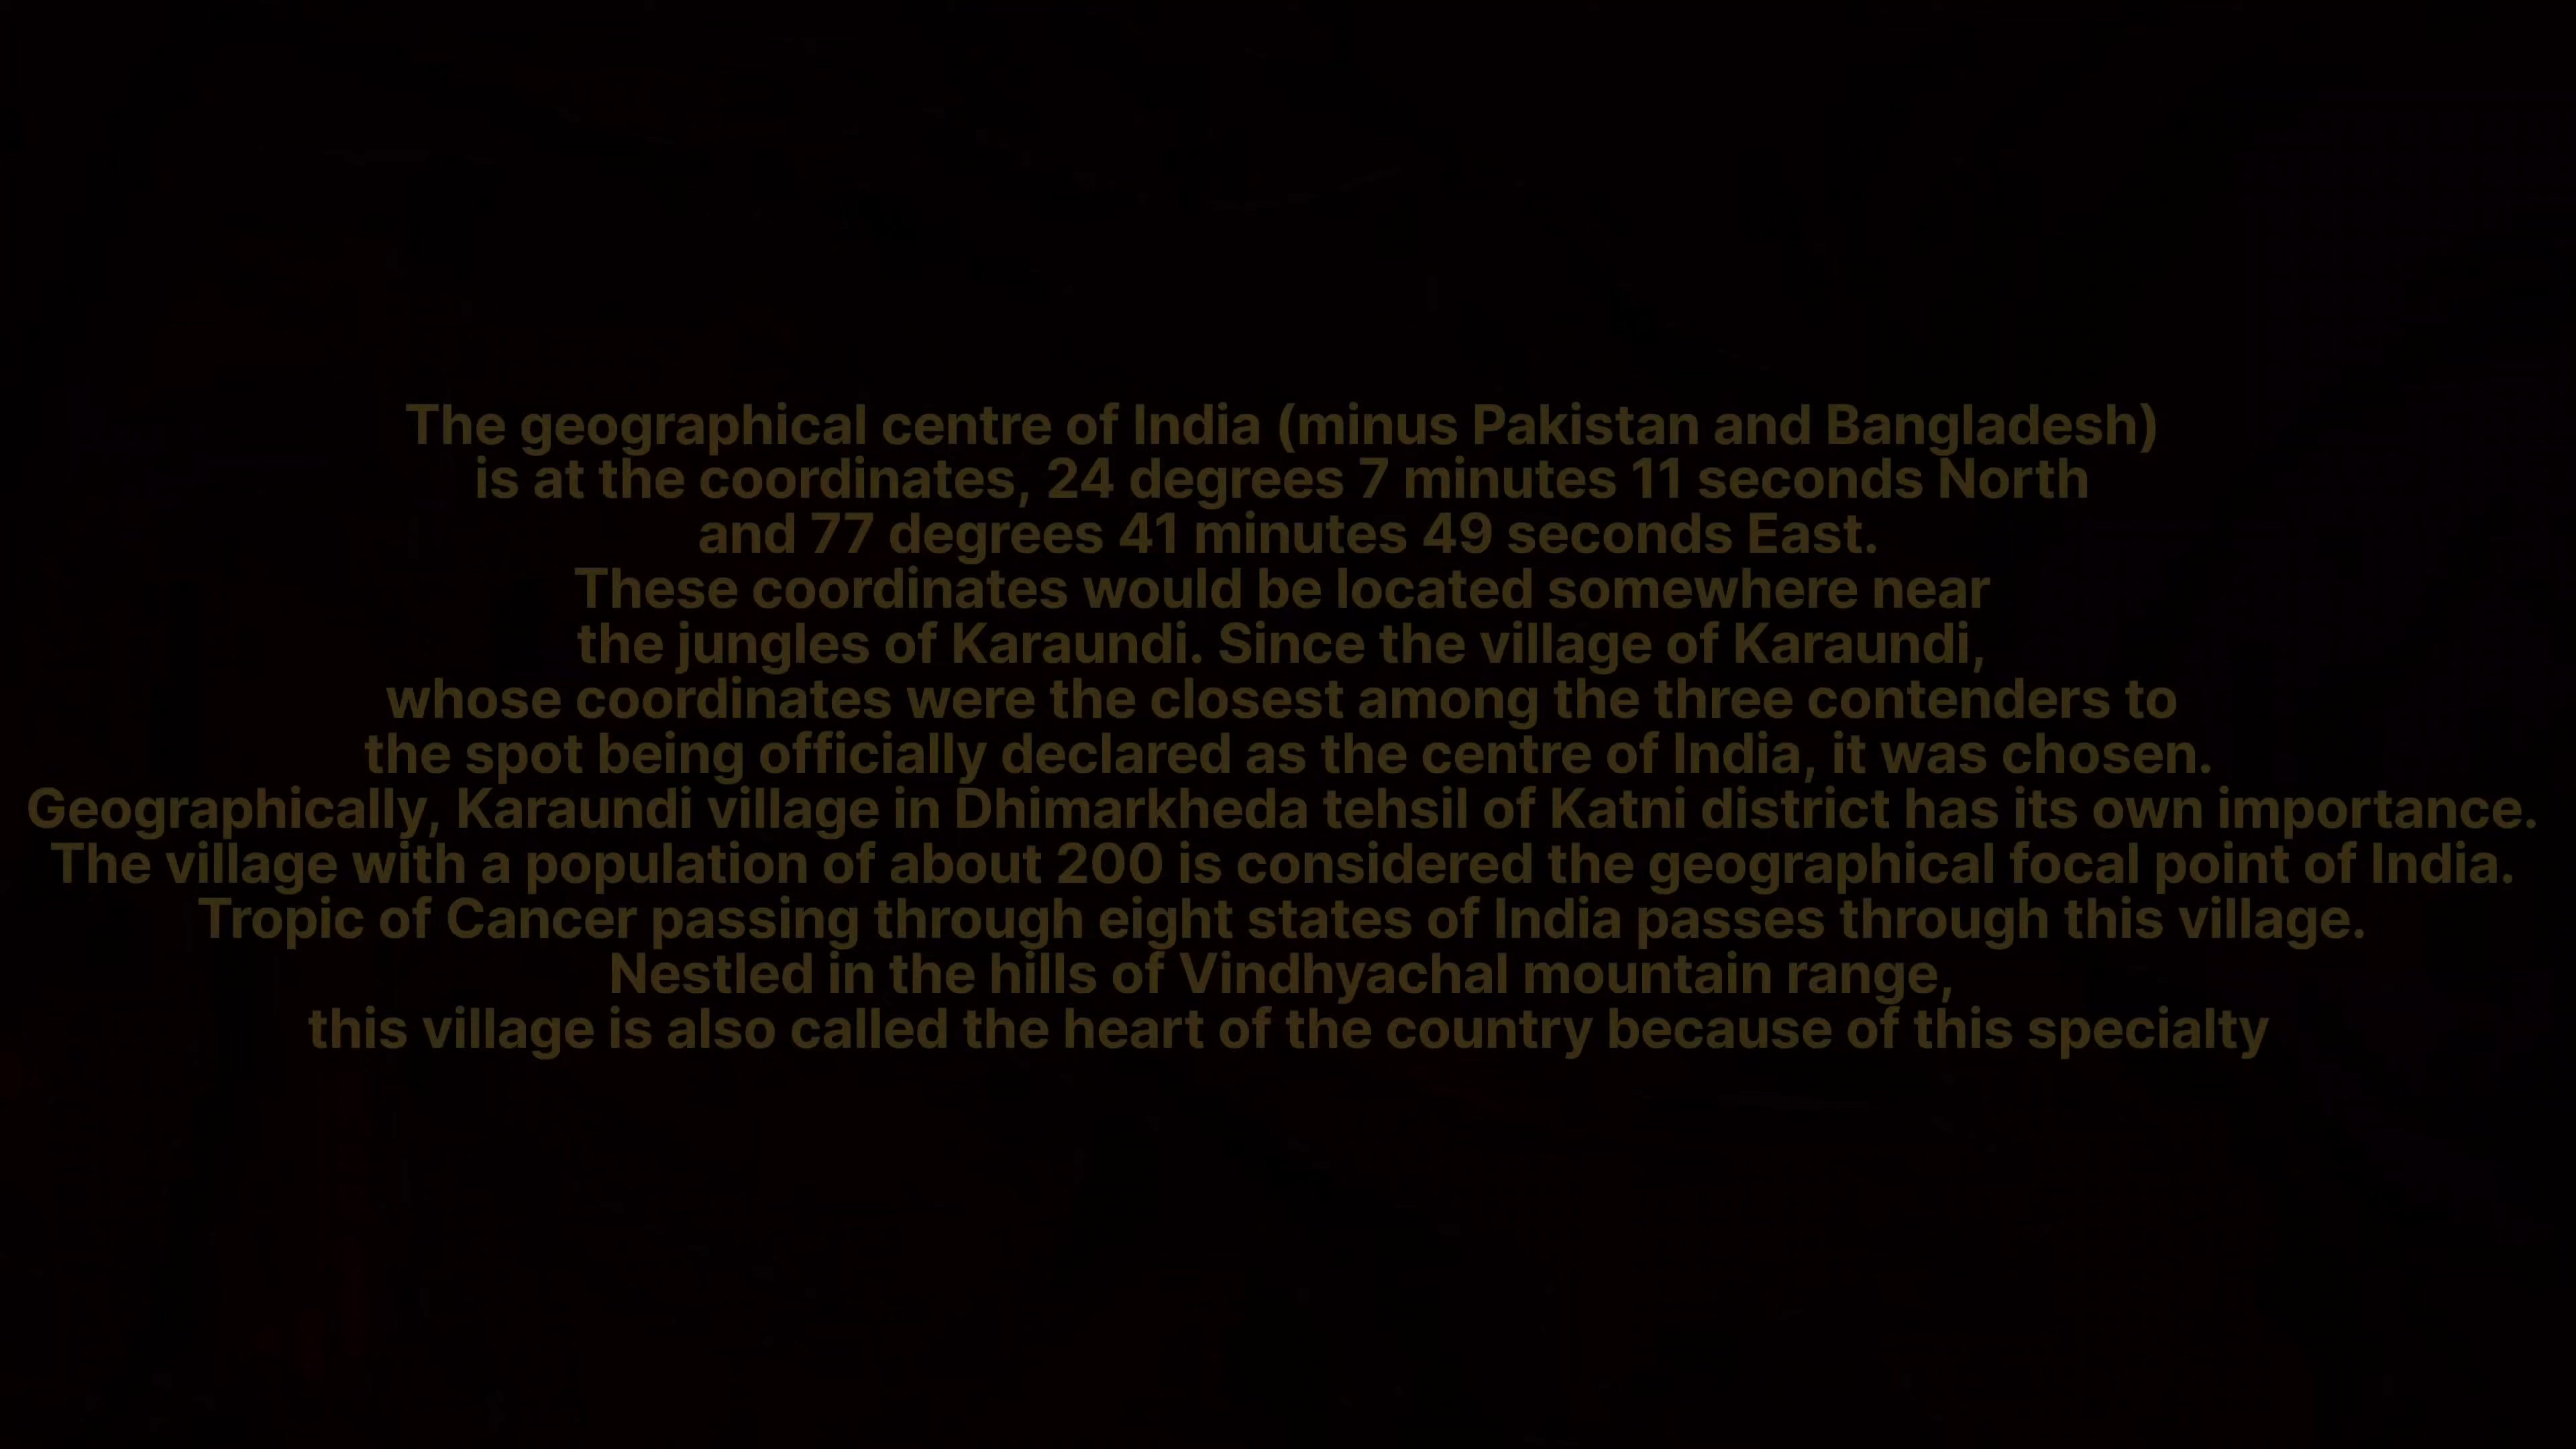 The geographical centre of India (minus Pakistan and Bangladesh)
is at the coordinates, 24 degrees 7 minutes 11 seconds North
and 77 degrees 41 minutes 49 seconds East.
These coordinates would be located somewhere near
the jungles of Karaundi. Since the village of Karaundi,
whose coordinates were the closest among the three contenders to
the spot being officially declared as the centre of India, it was chosen.
Geographically, Karaundi village in Dhimarkheda tehsil of Katni district has its own importance.
The village with a population of about 200 is considered the geographical focal point of India.
Tropic of Cancer passing through eight states of India passes through this village.
Nestled in the hills of Vindhyachal mountain range,
this village is also called the heart of the country because of this specialty